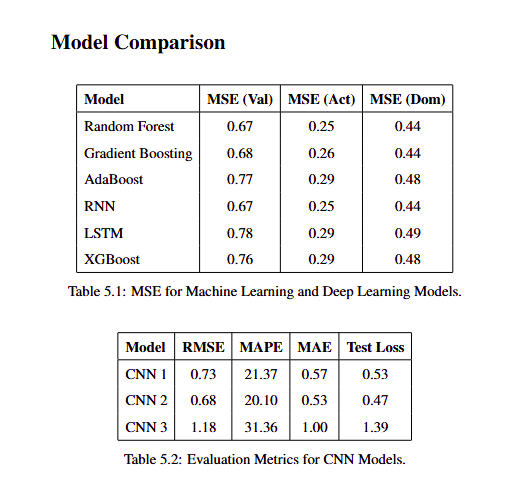 Model Comparison
Model MSE (Val) MSE (Act) MSE (Dom)
Random Forest 0.67 0.25 0.44
Gradient Boosting 0.68 0.26 0.44
AdaBoost 0.77 0.29 0.48
RNN 0.67 0.25 0.44
LSTM 0.78 0.29 0.49
XGBoost 0.76 0.29 0.48
Table 5.1: MSE for Machine Learning and Deep Learning Models.
Model RMSE MAPE MAE Test Loss
CNN 1 0.73 21.37 0.57 0.53
CNN 2 0.68 20.10 0.53 0.47
CNN 3 1.18 31.36 1.00 1.39
Table 5.2: Evaluation Metrics for CNN Models.